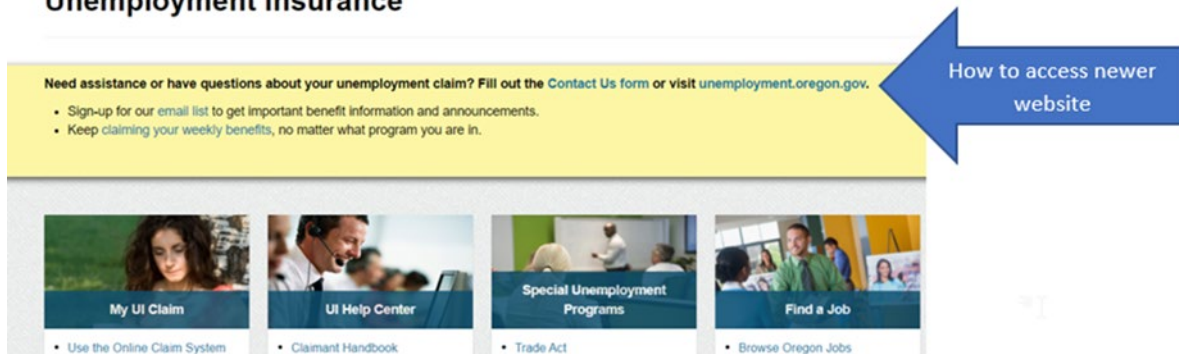 Unemployment Insurance
Need assistance or have questions about your unemployment claim? Fill out the Contact Us form or visit unemployment.oregon.gov.
• Sign-up for our email list to get important benefit information and announcements.
• Keep claiming your weekly benefits, no matter what program you are in.
How to access newer
website
My UI Claim
UI Help Center
Special Unemployment
Programs
Find a Job
• Use the Online Claim System
• Claimant Handbook
• Trade Act
• Browse Oregon Jobs